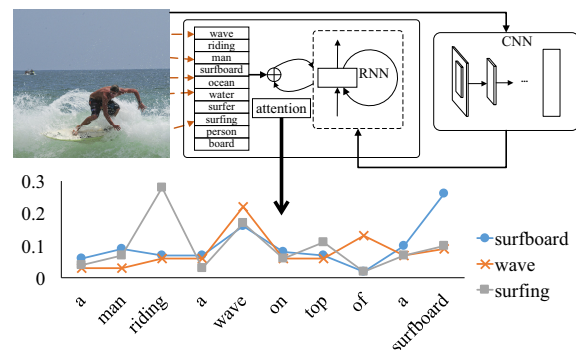 wave
riding
man
surfboard
ocean
water
surfer
surfing
person
board
attention
RNN
CNN
...
0.3
0.2
0.1
0
a
man
riding
a
wave
on
top
of
a
surfboard
surfboard
wave
surfing